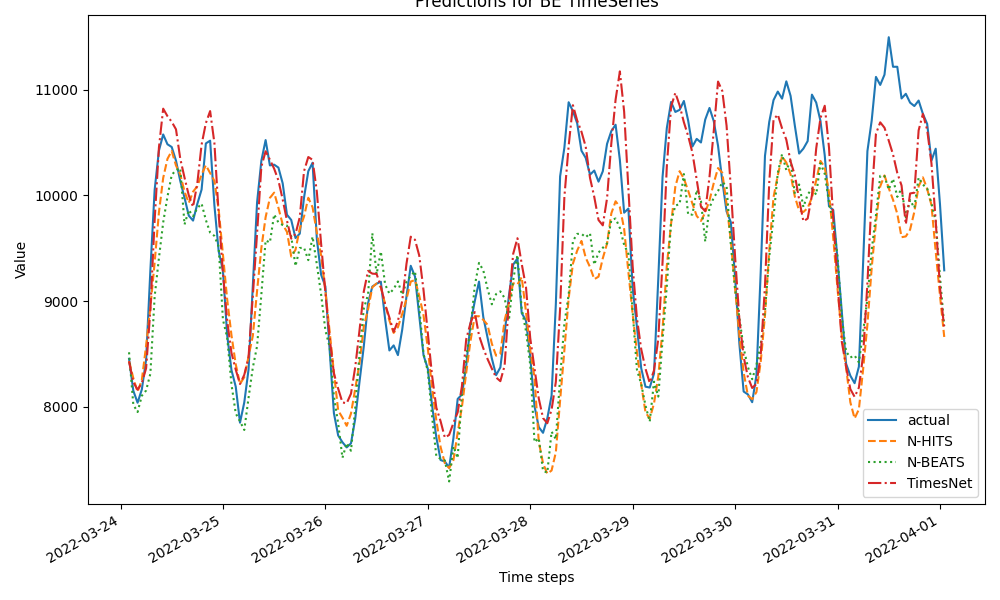 Predictions for BE TimeSeries
Value
11000
10000
9000
8000
actual
N-HITS
N-BEATS
TimesNet
2022-03-24
2022-03-25
2022-03-26
2022-03-27
2022-03-28
2022-03-29
2022-03-30
2022-03-31
2022-04-01
Time steps